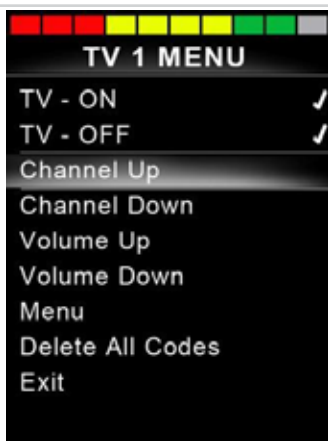 TV 1 MENU
TV - ON ✓
TV - OFF ✓
Channel Up
Channel Down
Volume Up
Volume Down
Menu
Delete All Codes
Exit